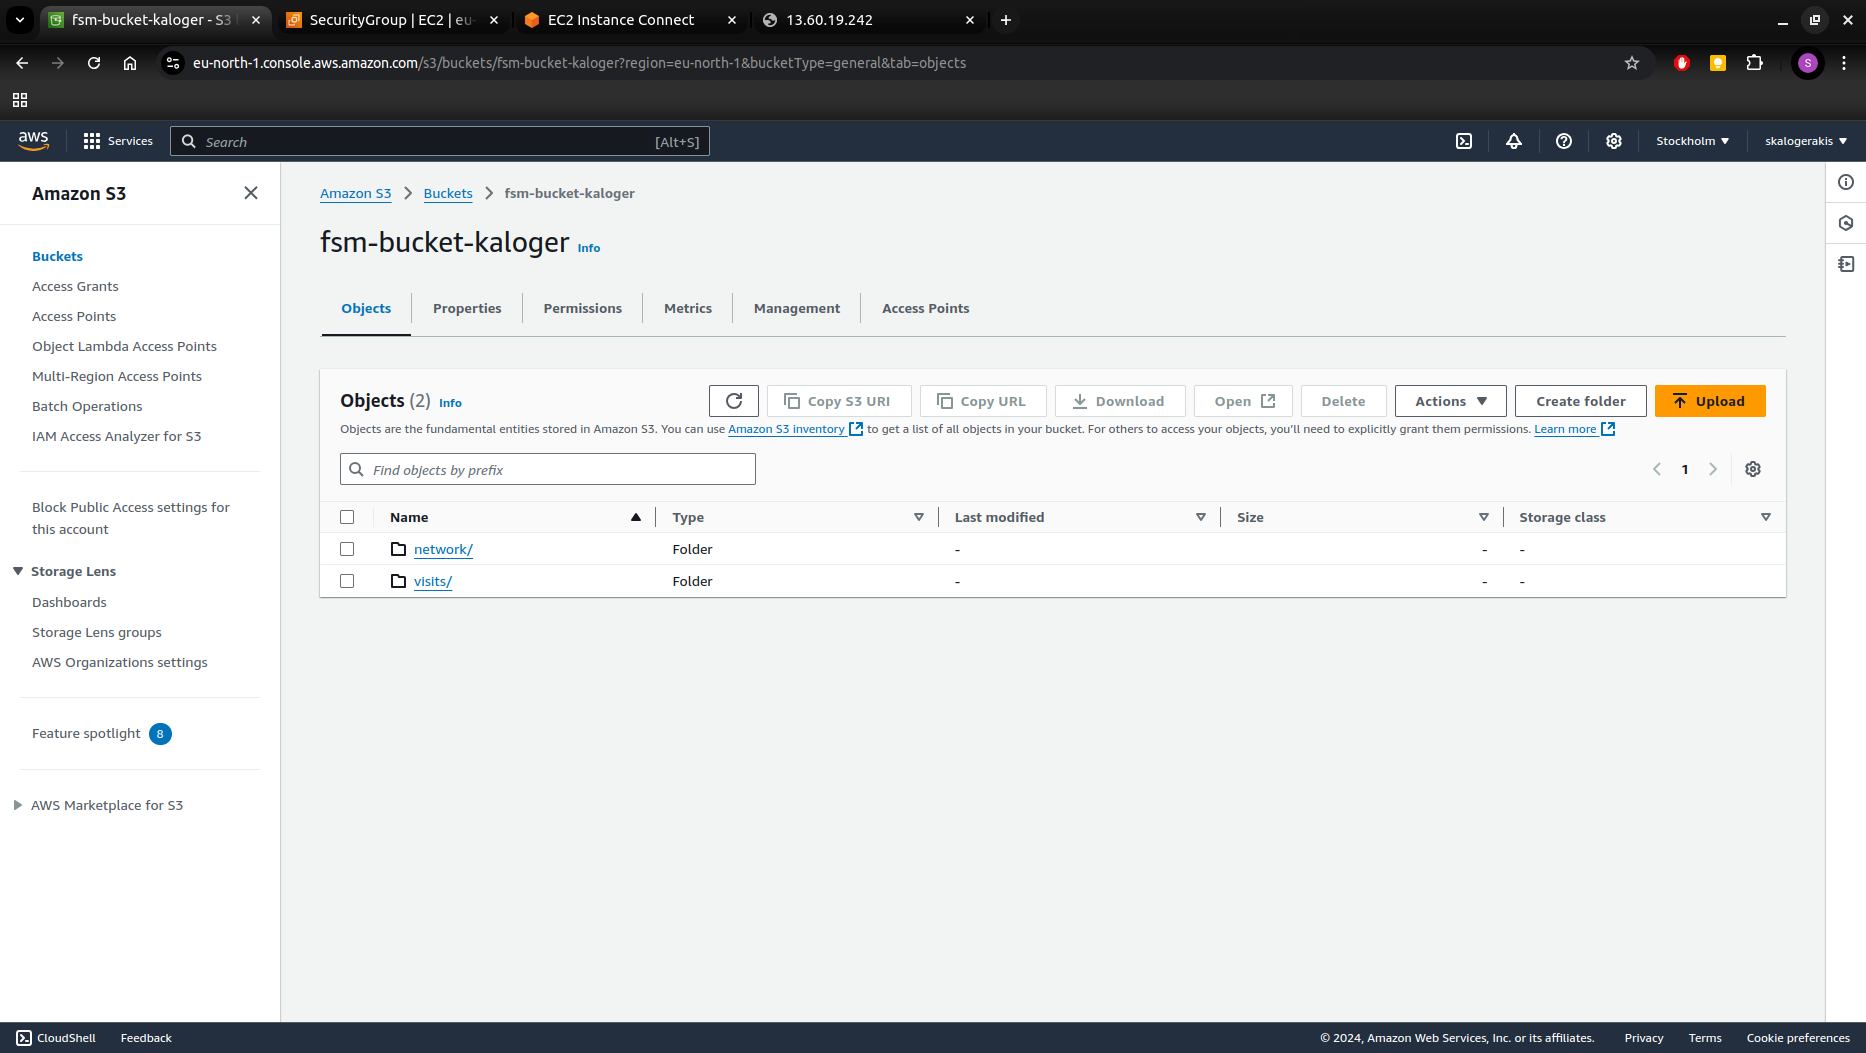 fsm-bucket-kaloger - S3
SecurityGroup | EC2 | eu-
EC2 Instance Connect
13.60.19.242
eu-north-1.console.aws.amazon.com/s3/buckets/fsm-bucket-kaloger?region=eu-north-1&bucketType=general&tab=objects
S
aws
Services
Search
[Alt+S]
Stockholm
skalogerakis
Amazon S3
Buckets
Access Grants
Access Points
Object Lambda Access Points
Multi-Region Access Points
Batch Operations
IAM Access Analyzer for S3
Block Public Access settings for
this account
Storage Lens
Dashboards
Storage Lens groups
AWS Organizations settings
Feature spotlight 8
AWS Marketplace for S3
Amazon S3 > Buckets > fsm-bucket-kaloger
fsm-bucket-kaloger Info
Objects Properties Permissions Metrics Management Access Points
Objects (2) Info
Copy S3 URI Copy URL Download Open Delete Actions Create folder Upload
Objects are the fundamental entities stored in Amazon S3. You can use Amazon S3 inventory to get a list of all objects in your bucket. For others to access your objects, you'll need to explicitly grant them permissions. Learn more
Find objects by prefix
1
Name Type Last modified Size Storage class
network/ Folder - - -
visits/ Folder - - -
CloudShell Feedback © 2024, Amazon Web Services, Inc. or its affiliates. Privacy Terms Cookie preferences